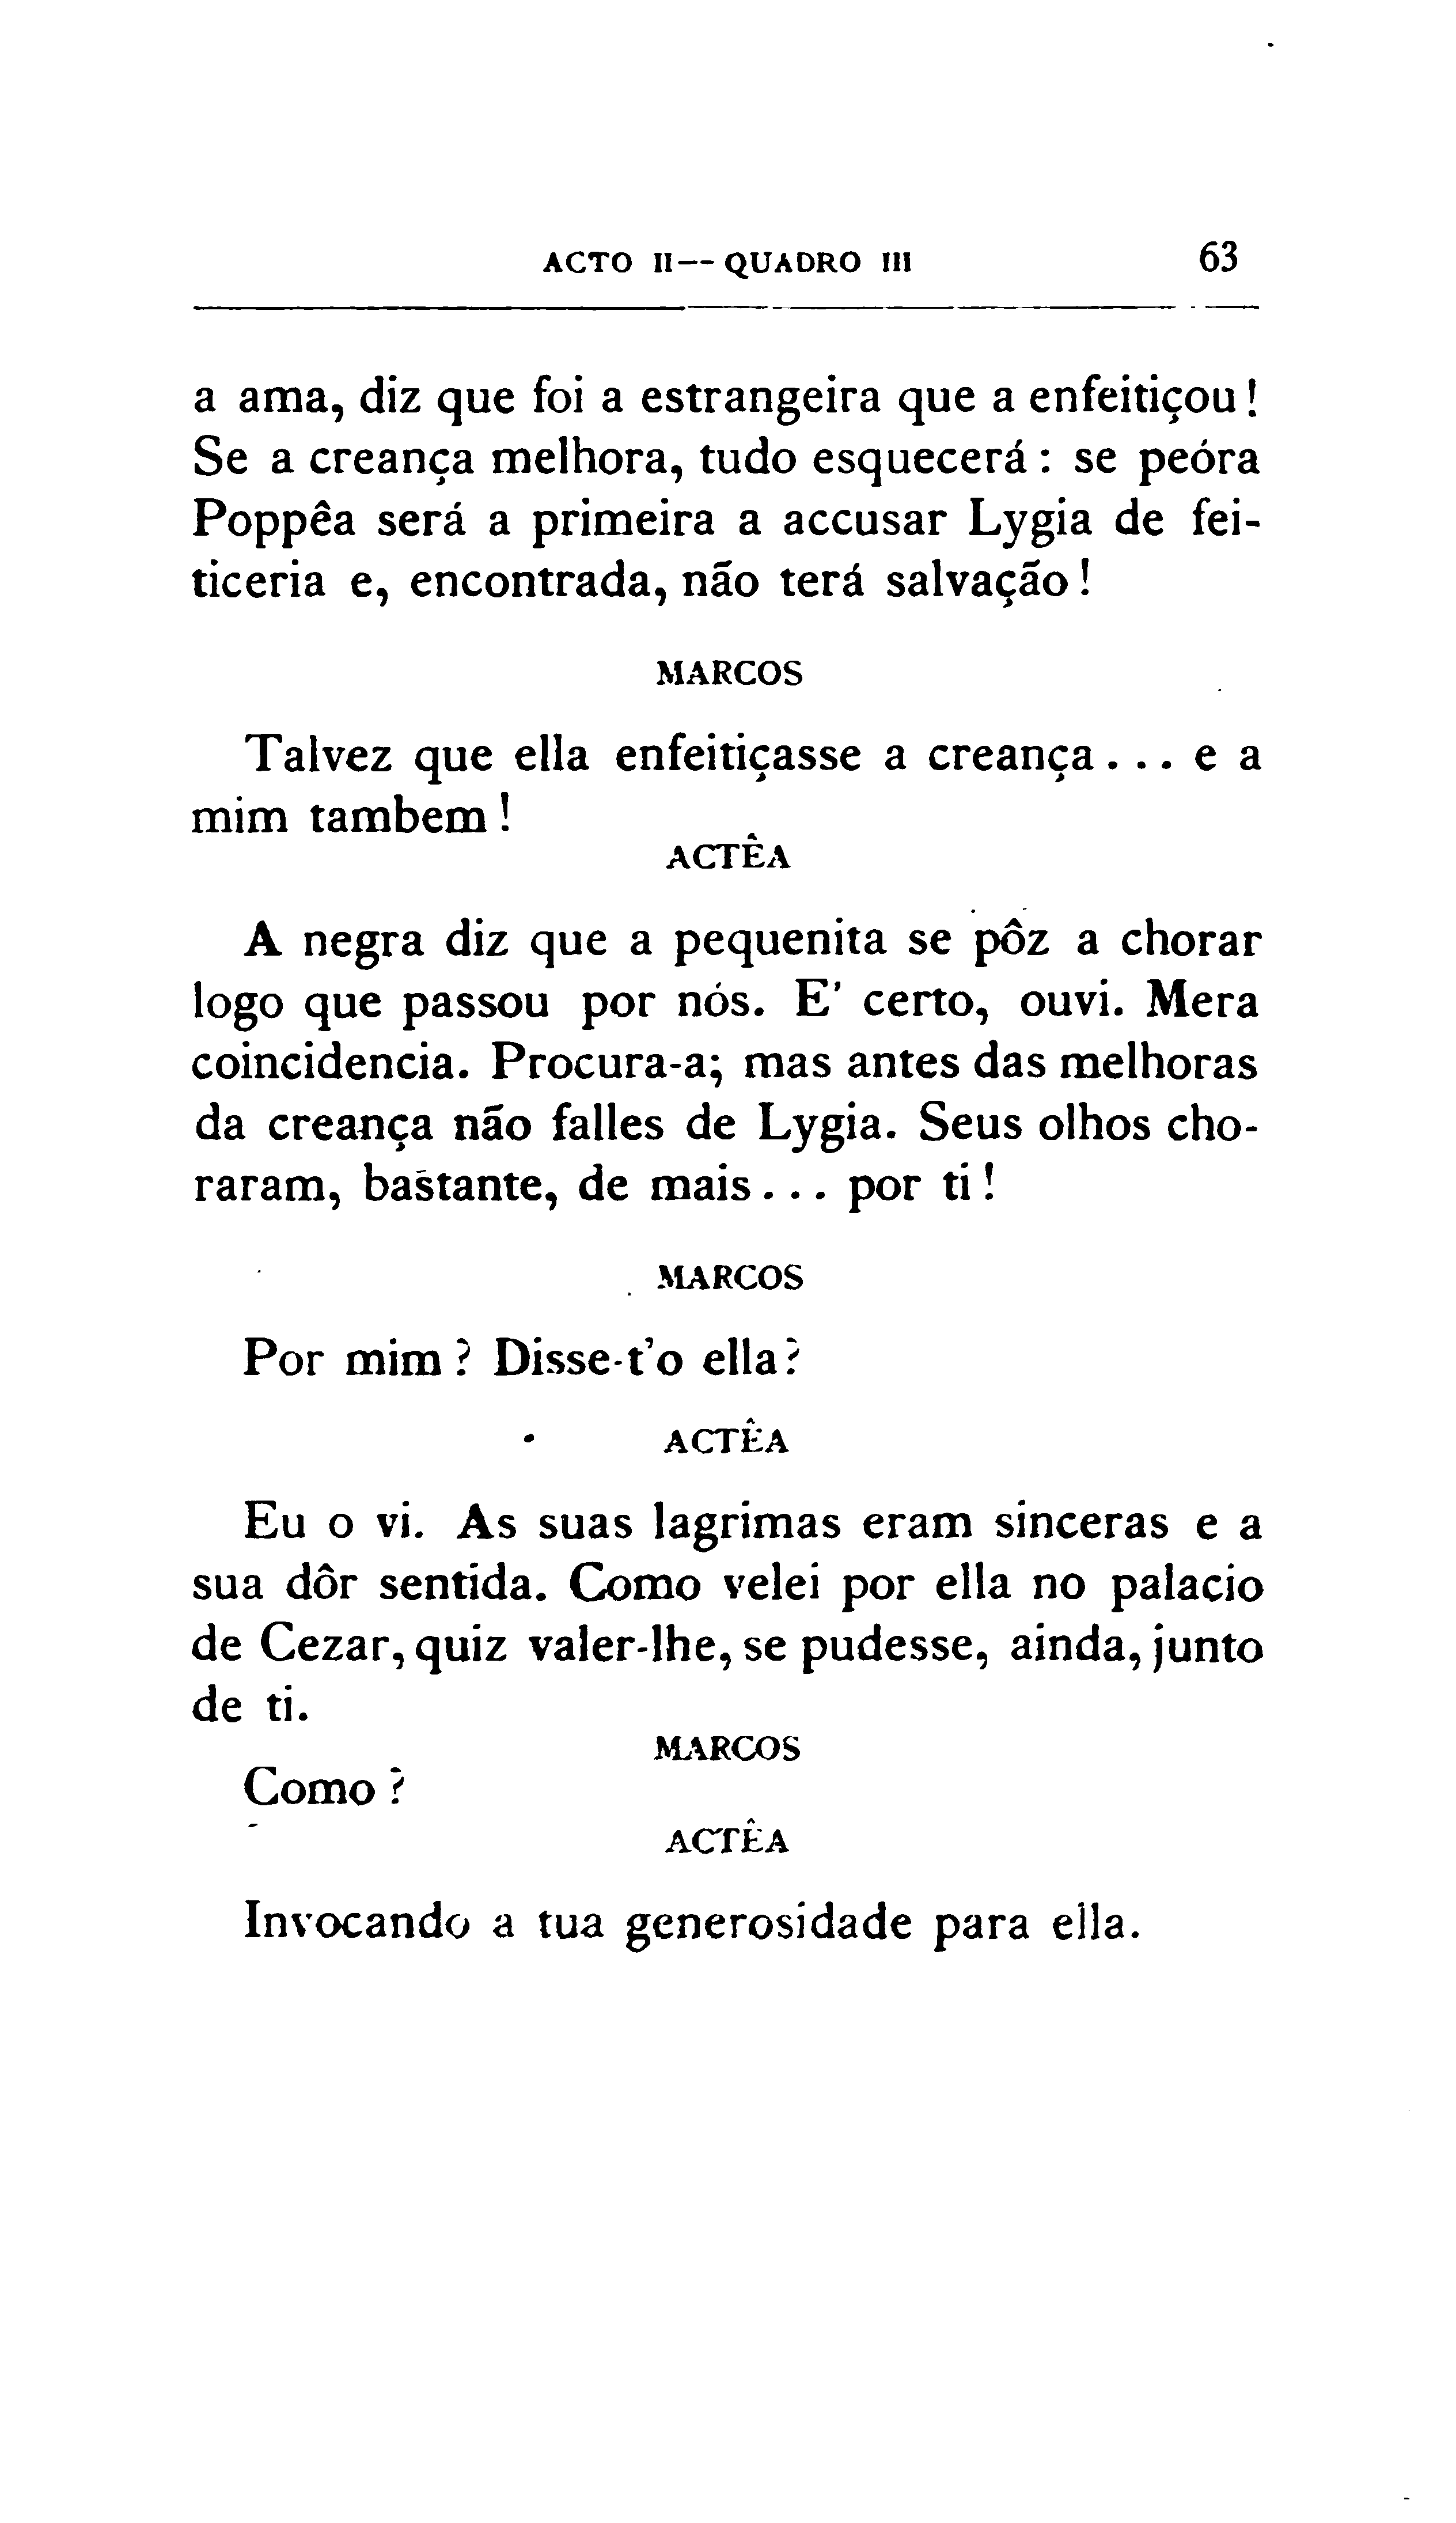 ACTO II — QUADRO III 63
a ama, diz que foi a estrangeira que a enfeitiçou!
Se a creança melhora, tudo esquecerá: se peóra
Poppêa será a primeira a accusar Lygia de fei-
ticeria e, encontrada, não terá salvação!
MARCOS
Talvez que ella enfeitiçasse a creança... e a
mim tambem!
ACTÊA
A negra diz que a pequenita se pôz a chorar
logo que passou por nós. E' certo, ouvi. Mera
coincidencia. Procura-a; mas antes das melhoras
da creança não falles de Lygia. Seus olhos cho-
raram, bastante, de mais... por ti!
MARCOS
Por mim? Disse-t'o ella?
ACTÊA
Eu o vi. As suas lagrimas eram sinceras e a
sua dôr sentida. Como velei por ella no palacio
de Cezar, quiz valer-lhe, se pudesse, ainda, junto
de ti.
MARCOS
Como?
ACTÊA
Invocando a tua generosidade para ella.